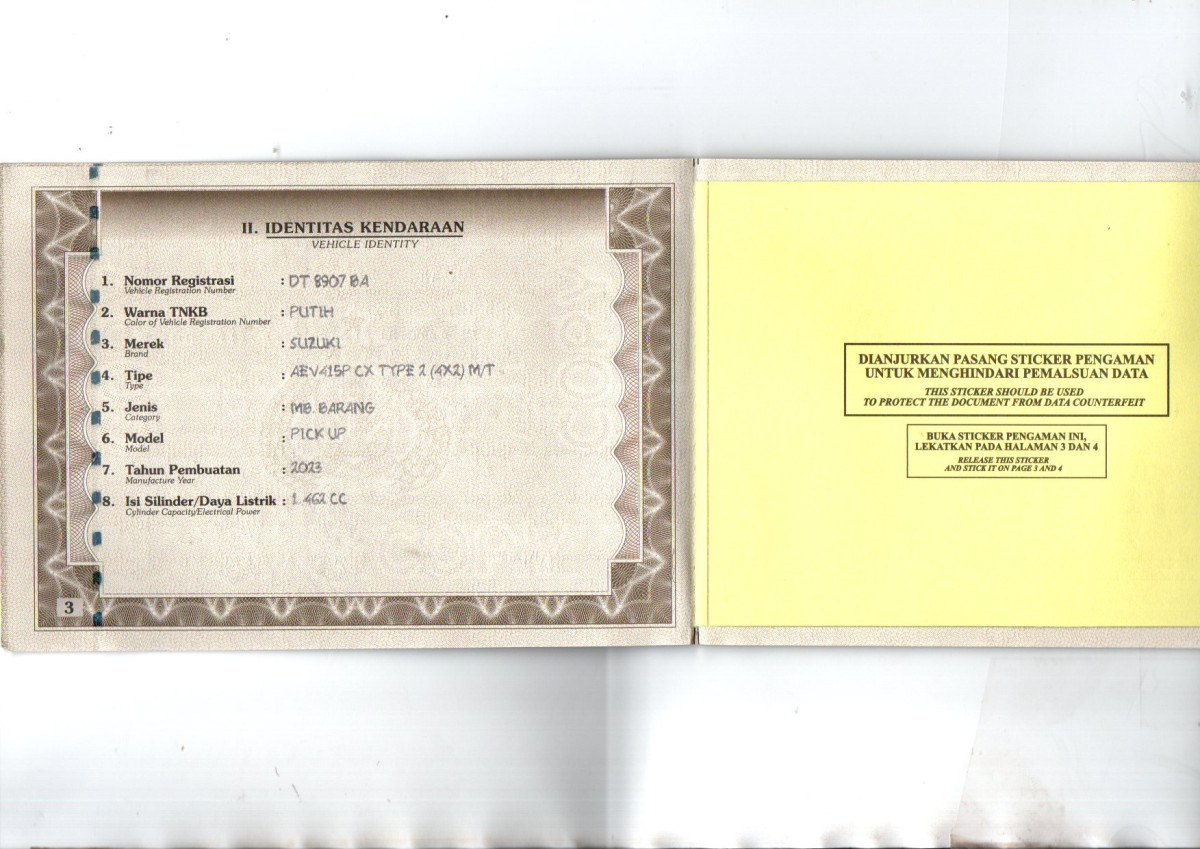 II. IDENTITAS KENDARAAN
VEHICLE IDENTITY
1. Nomor Registrasi : DT 8907 BA
Vehicle Registration Number
2. Warna TNKB : PUTIH
Color of Vehicle Registration Number
3. Merek : SUZUKI
Brand
4. Tipe : AEV415P CX TYPE 2 (4X2) M/T
Type
5. Jenis : MB. BARANG
Category
6. Model : PICK UP
Model
7. Tahun Pembuatan : 2023
Manufacture Year
8. Isi Silinder/Daya Listrik : 1.462 CC
Cylinder Capacity/Electrical Power
3
DIANJURKAN PASANG STICKER PENGAMAN
UNTUK MENGHINDARI PEMALSUAN DATA
THIS STICKER SHOULD BE USED
TO PROTECT THE DOCUMENT FROM DATA COUNTERFEIT
BUKA STICKER PENGAMAN INI,
LEKATKAN PADA HALAMAN 3 DAN 4
RELEASE THIS STICKER
AND STICK IT ON PAGE 3 AND 4